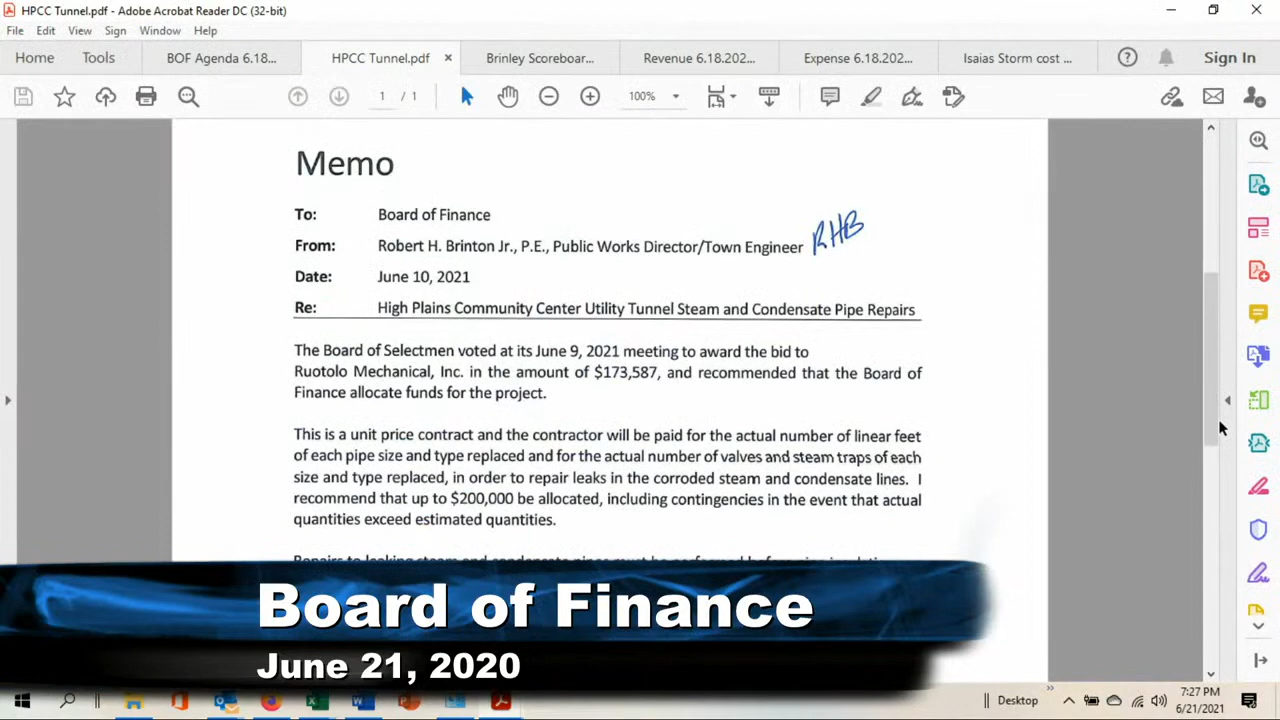 HPCC Tunnel.pdf - Adobe Acrobat Reader DC (32-bit)
File Edit View Sign Window Help
Home Tools BOF Agenda 6.18... HPCC Tunnel.pdf × Brinley Scoreboar... Revenue 6.18.202... Expense 6.18.202... Isaias Storm cost ... Sign In
1 / 1 100%
Memo
To: Board of Finance
From: Robert H. Brinton Jr., P.E., Public Works Director/Town Engineer RHB
Date: June 10, 2021
Re: High Plains Community Center Utility Tunnel Steam and Condensate Pipe Repairs
The Board of Selectmen voted at its June 9, 2021 meeting to award the bid to
Ruotolo Mechanical, Inc. in the amount of $173,587, and recommended that the Board of
Finance allocate funds for the project.
This is a unit price contract and the contractor will be paid for the actual number of linear feet
of each pipe size and type replaced and for the actual number of valves and steam traps of each
size and type replaced, in order to repair leaks in the corroded steam and condensate lines. I
recommend that up to $200,000 be allocated, including contingencies in the event that actual
quantities exceed estimated quantities.
Board of Finance
June 21, 2020
Desktop
7:27 PM
6/21/2021